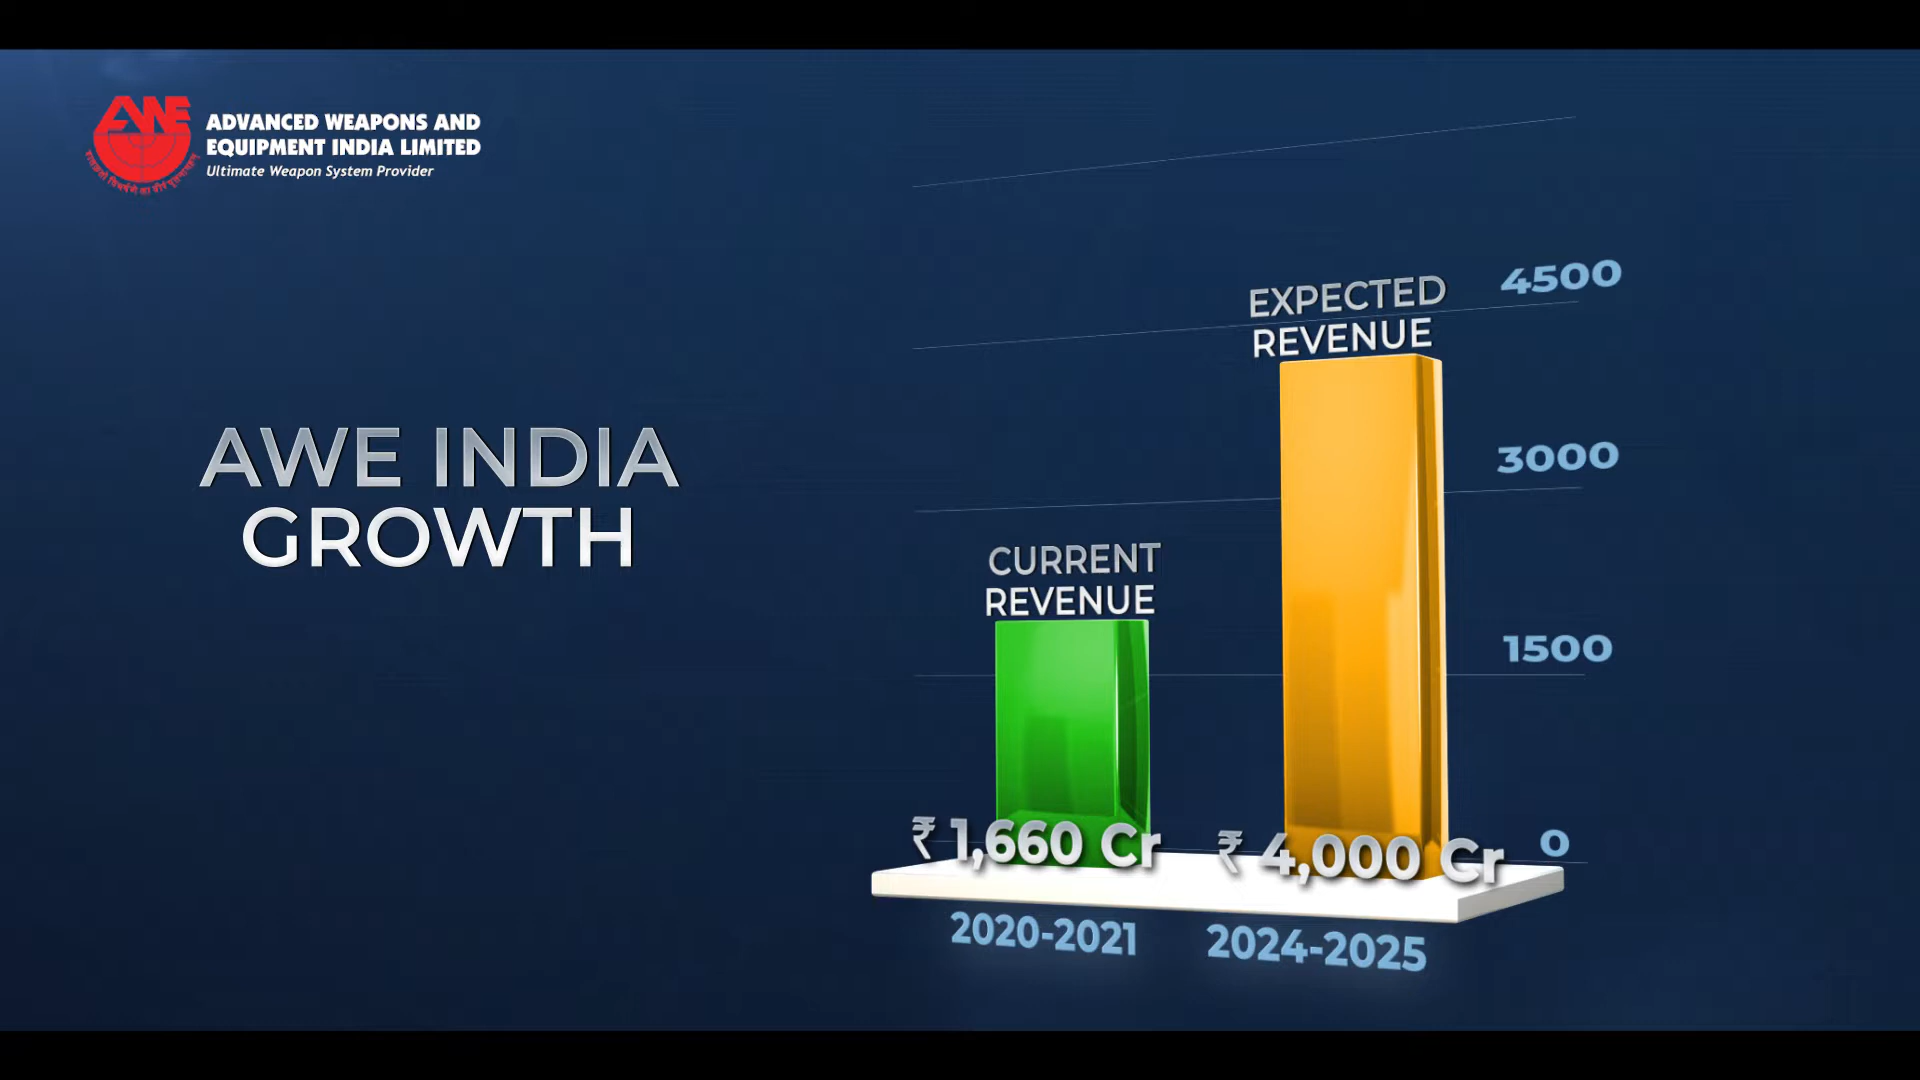 AWE
ADVANCED WEAPONS AND
EQUIPMENT INDIA LIMITED
Ultimate Weapon System Provider
AWE INDIA
GROWTH
EXPECTED
REVENUE
CURRENT
REVENUE
4500
3000
1500
0
₹ 1,660 Cr
₹ 4,000 Cr
2020-2021
2024-2025